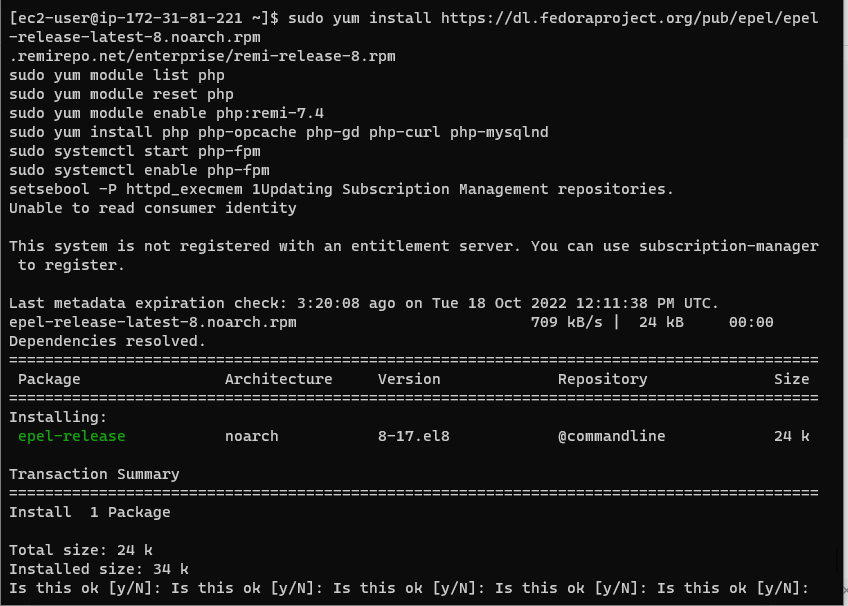 [ec2-user@ip-172-31-81-221 ~]$ sudo yum install https://dl.fedoraproject.org/pub/epel/epel
-release-latest-8.noarch.rpm
.remirepo.net/enterprise/remi-release-8.rpm
sudo yum module list php
sudo yum module reset php
sudo yum module enable php:remi-7.4
sudo yum install php php-opcache php-gd php-curl php-mysqlnd
sudo systemctl start php-fpm
sudo systemctl enable php-fpm
setsebool -P httpd_execmem 1Updating Subscription Management repositories.
Unable to read consumer identity

This system is not registered with an entitlement server. You can use subscription-manager
 to register.

Last metadata expiration check: 3:20:08 ago on Tue 18 Oct 2022 12:11:38 PM UTC.
epel-release-latest-8.noarch.rpm                          709 kB/s |  24 kB     00:00
Dependencies resolved.
==========================================================================================
 Package                Architecture     Version             Repository              Size
==========================================================================================
Installing:
 epel-release           noarch           8-17.el8            @commandline            24 k

Transaction Summary
==========================================================================================
Install  1 Package

Total size: 24 k
Installed size: 34 k
Is this ok [y/N]: Is this ok [y/N]: Is this ok [y/N]: Is this ok [y/N]: Is this ok [y/N]: